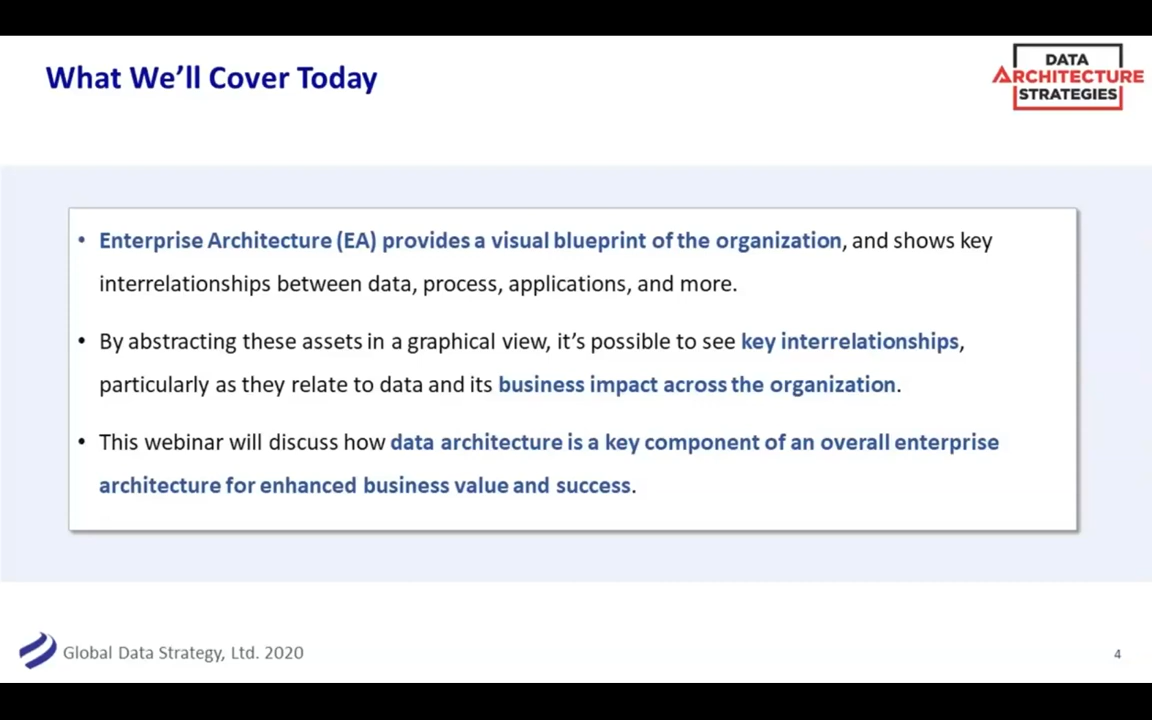 What We’ll Cover Today
DATA
ARCHITECTURE
STRATEGIES
• Enterprise Architecture (EA) provides a visual blueprint of the organization, and shows key
interrelationships between data, process, applications, and more.
• By abstracting these assets in a graphical view, it’s possible to see key interrelationships,
particularly as they relate to data and its business impact across the organization.
• This webinar will discuss how data architecture is a key component of an overall enterprise
architecture for enhanced business value and success.
Global Data Strategy, Ltd. 2020
4